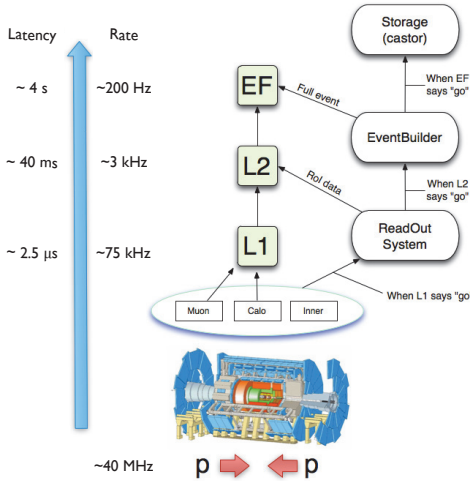 Latency
Rate
Storage
(castor)
~ 4 s
~200 Hz
EF
Full event
When EF
says "go"
EventBuilder
~ 40 ms
~3 kHz
L2
RoI data
When L2
says "go"
~ 2.5 μs
~75 kHz
L1
ReadOut
System
When L1 says "go
Muon
Calo
Inner
~40 MHz
p
p